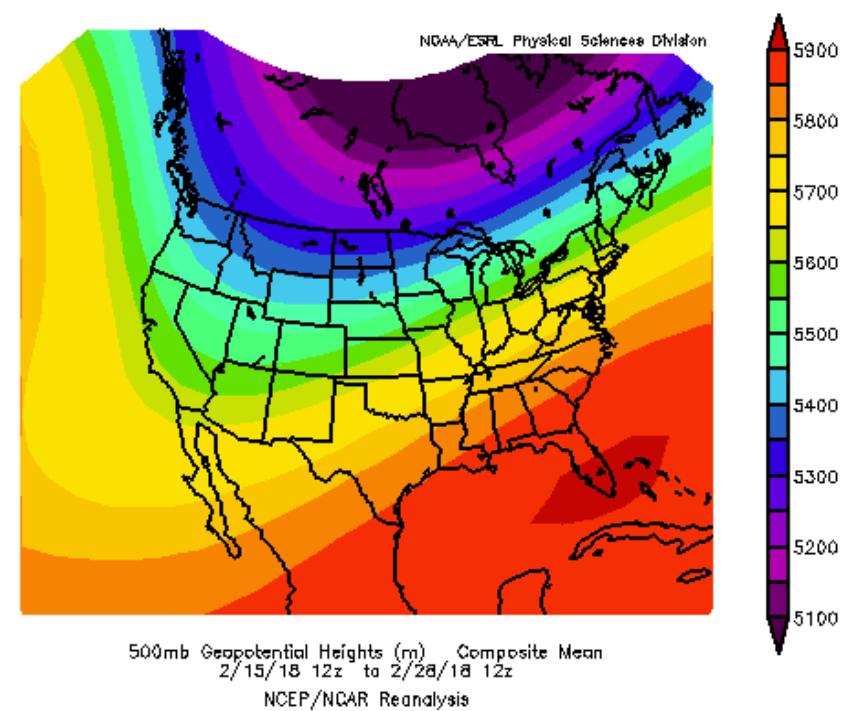 NOAA/ESRL Physical Sciences Division
5900
5800
5700
5600
5500
5400
5300
5200
5100
500mb Geopotential Heights (m) Composite Mean
2/15/18 12z to 2/28/18 12z
NCEP/NCAR Reanalysis